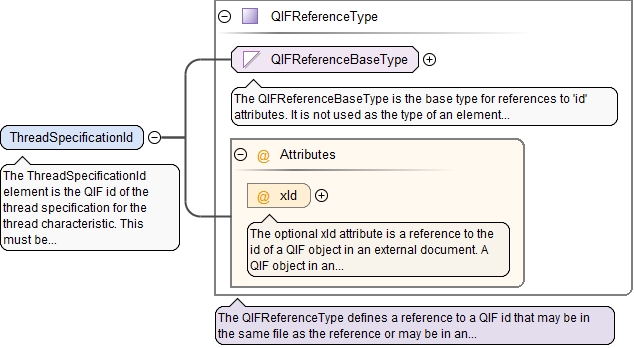 QIFReferenceType
QIFReferenceBaseType
The QIFReferenceBaseType is the base type for references to 'id'
attributes. It is not used as the type of an element...
ThreadSpecificationId
The ThreadSpecificationId
element is the QIF id of the
thread specification for the
thread characteristic. This
must be...
@ Attributes
@ xId
The optional xId attribute is a reference to the
id of a QIF object in an external document. A
QIF object in an...
The QIFReferenceType defines a reference to a QIF id that may be in
the same file as the reference or may be in an...